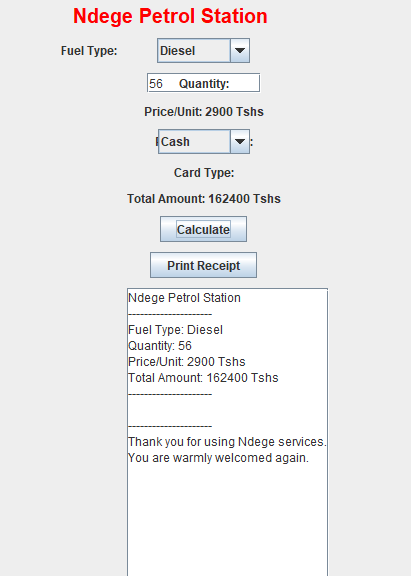 Ndege Petrol Station
Fuel Type: Diesel
56 Quantity:
Price/Unit: 2900 Tshs
Cash :
Card Type:
Total Amount: 162400 Tshs
Calculate
Print Receipt
Ndege Petrol Station
---------------------
Fuel Type: Diesel
Quantity: 56
Price/Unit: 2900 Tshs
Total Amount: 162400 Tshs
---------------------
---------------------
Thank you for using Ndege services.
You are warmly welcomed again.